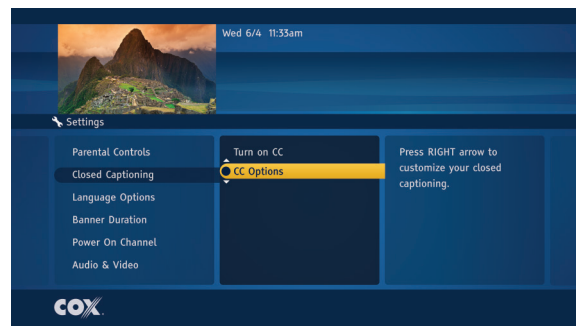 Wed 6/4 11:33am
Settings
Parental Controls
Closed Captioning
Language Options
Banner Duration
Power On Channel
Audio & Video
Turn on CC
CC Options
Press RIGHT arrow to
customize your closed
captioning.
COX.